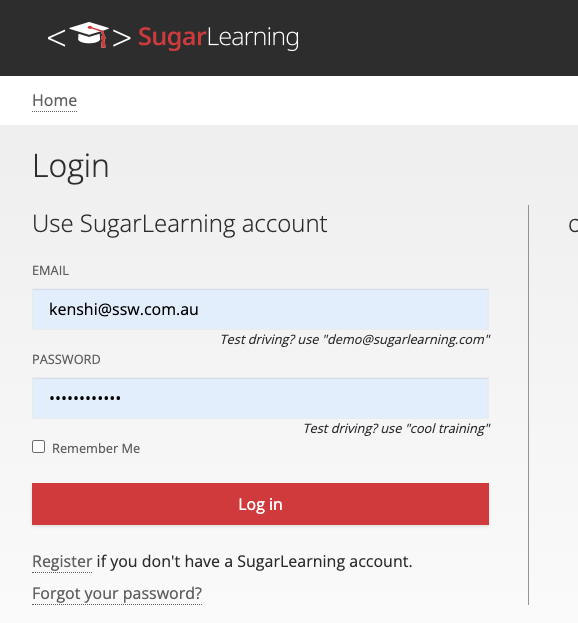 < > SugarLearning
Home
Login
Use SugarLearning account
EMAIL
kenshi@ssw.com.au
Test driving? use "demo@sugarlearning.com"
PASSWORD
••••••••••••
Test driving? use "cool training"
Remember Me
Log in
Register if you don't have a SugarLearning account.
Forgot your password?